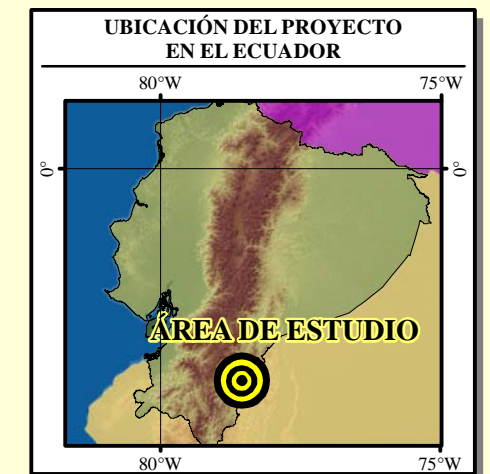 UBICACIÓN DEL PROYECTO
EN EL ECUADOR
80°W 75°W
0° 0°
ÁREA DE ESTUDIO
80°W 75°W